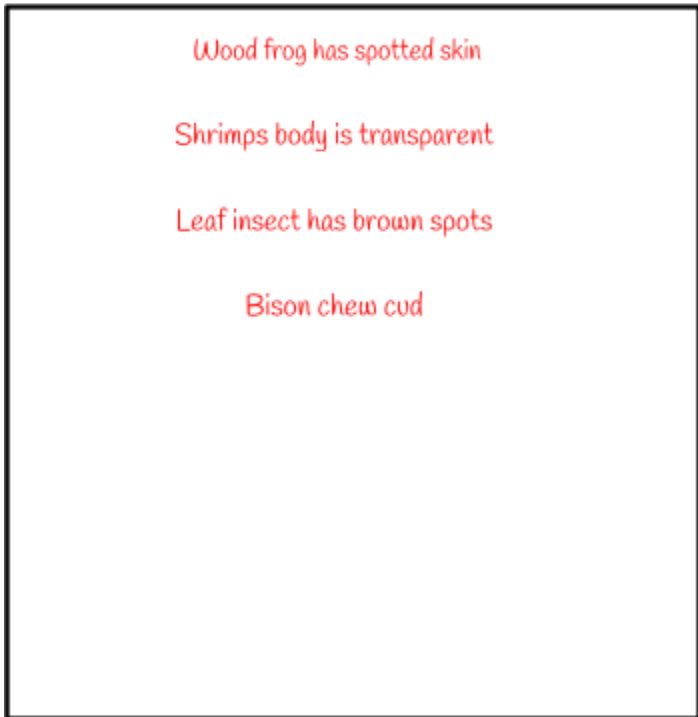 Wood frog has spotted skin
Shrimps body is transparent
Leaf insect has brown spots
Bison chew cud